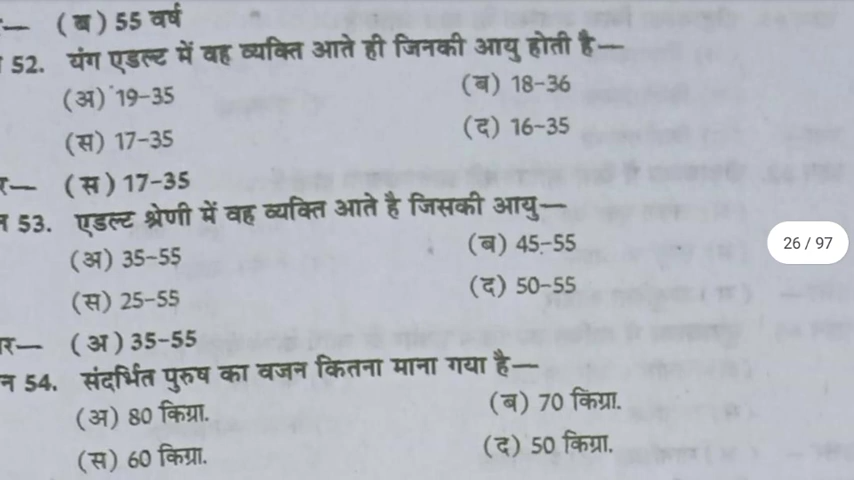 — (ब) 55 वर्ष
52. यंग एडल्ट में वह व्यक्ति आते ही जिनकी आयु होती है—
(अ) 19-35 (ब) 18-36
(स) 17-35 (द) 16-35
र— (स) 17-35
न 53. एडल्ट श्रेणी में वह व्यक्ति आते है जिसकी आयु—
(अ) 35-55 (ब) 45-55
(स) 25-55 (द) 50-55
र— (अ) 35-55
न 54. संदर्भित पुरुष का वजन कितना माना गया है—
(अ) 80 किग्रा. (ब) 70 किंग्रा.
(स) 60 किग्रा. (द) 50 किग्रा.
26 / 97